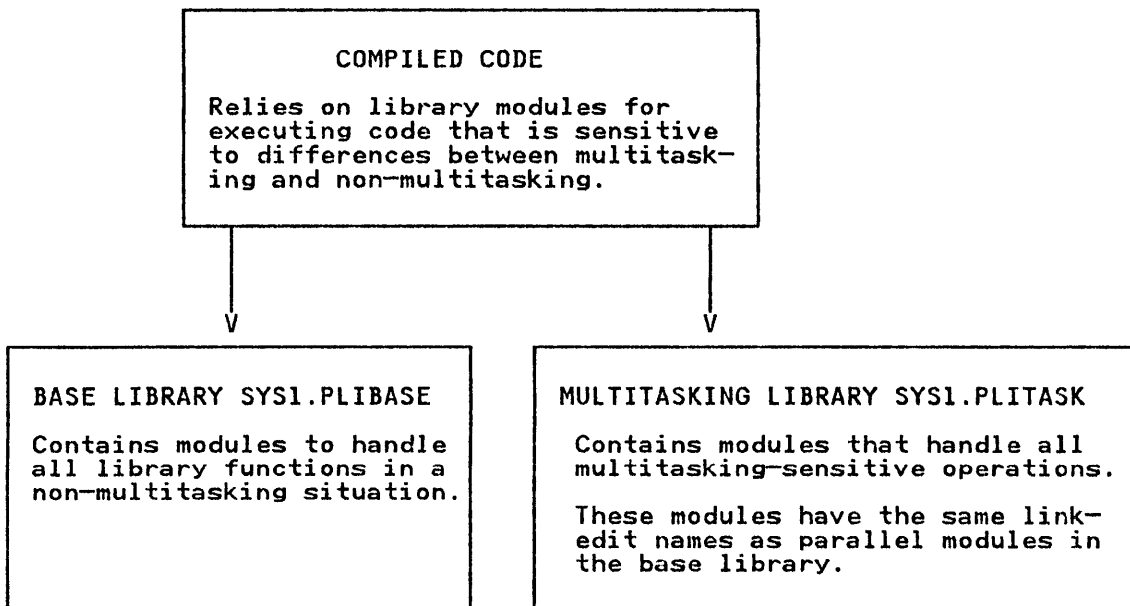 COMPILED CODE
Relies on library modules for
executing code that is sensitive
to differences between multitask-
ing and non-multitasking.
V
V
BASE LIBRARY SYS1.PLIBASE
Contains modules to handle
all library functions in a
non-multitasking situation.
MULTITASKING LIBRARY SYS1.PLITASK
Contains modules that handle all
multitasking-sensitive operations.
These modules have the same link-
edit names as parallel modules in
the base library.